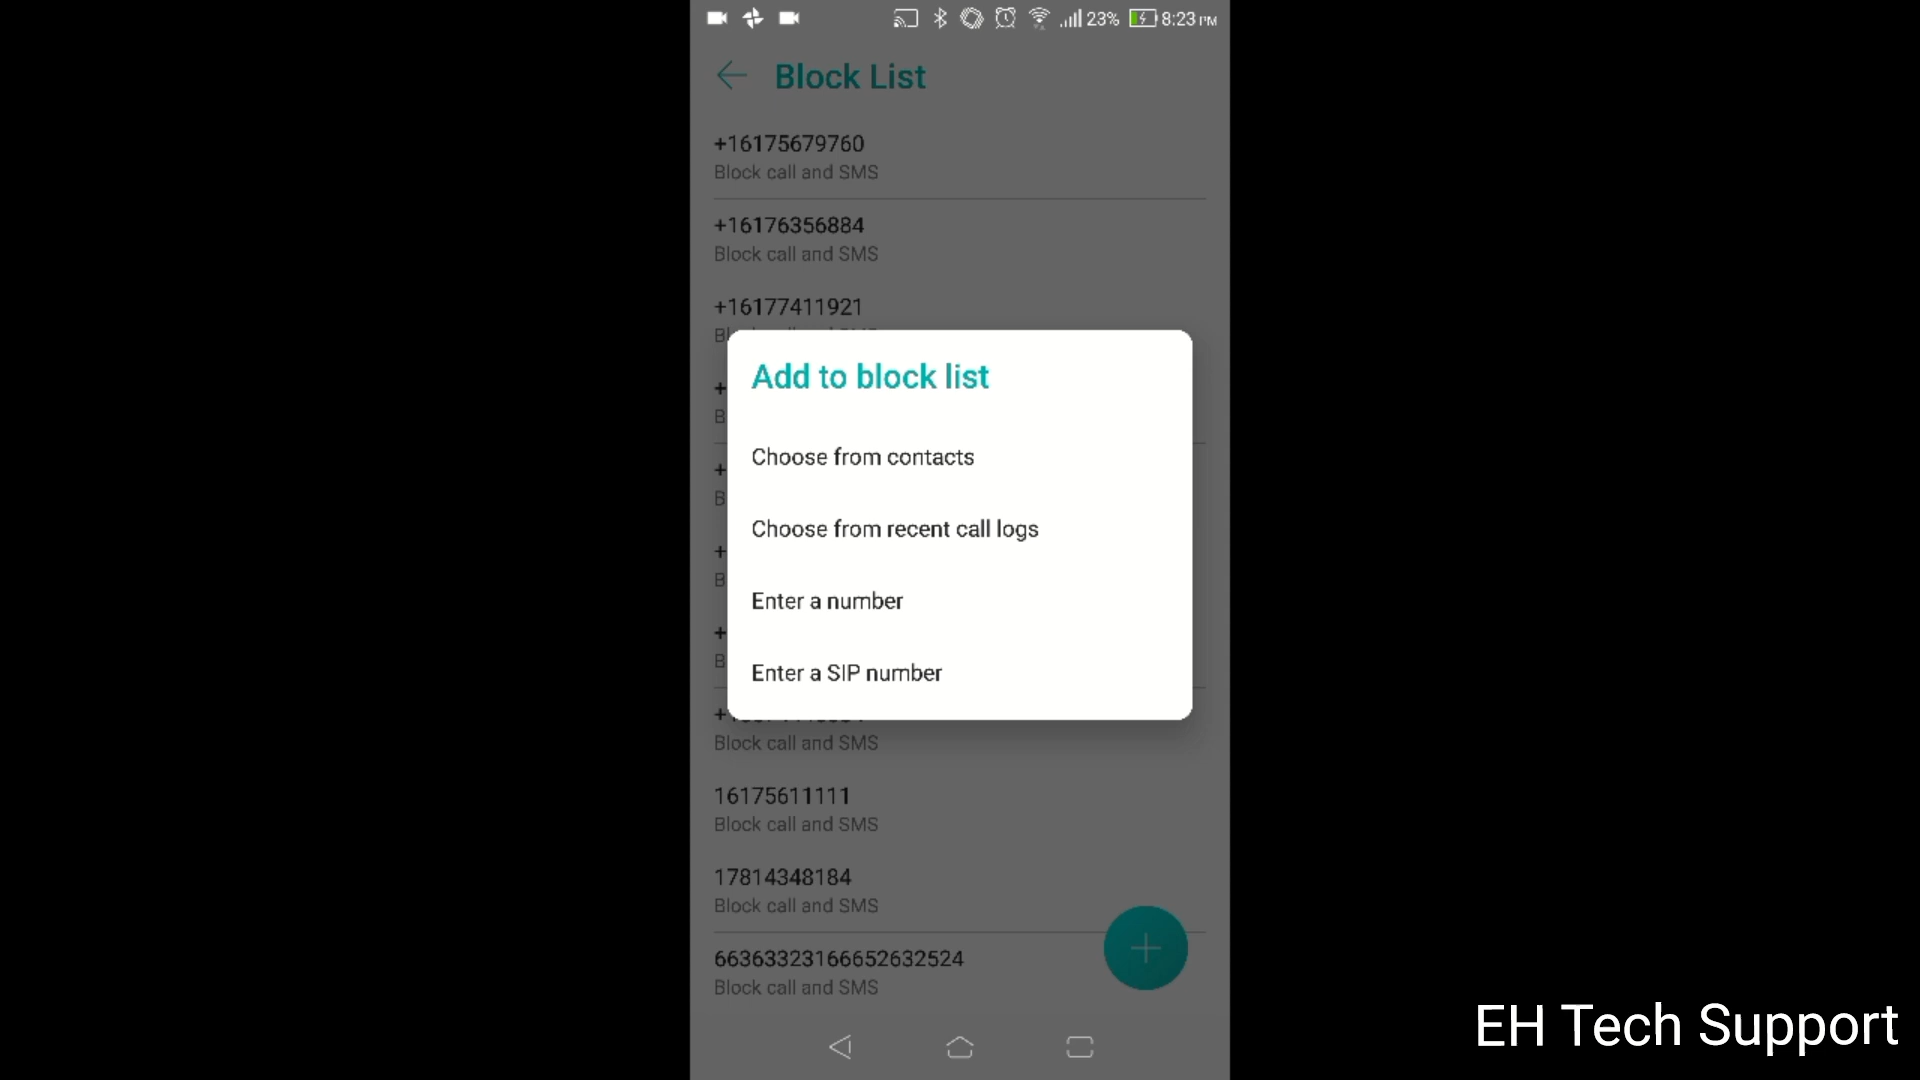 23% 8:23 PM
Block List
+16175679760
Block call and SMS
+16176356884
Block call and SMS
+16177411921
Add to block list
Choose from contacts
Choose from recent call logs
Enter a number
Enter a SIP number
Block call and SMS
16175611111
Block call and SMS
17814348184
Block call and SMS
66363323166652632524
Block call and SMS
EH Tech Support